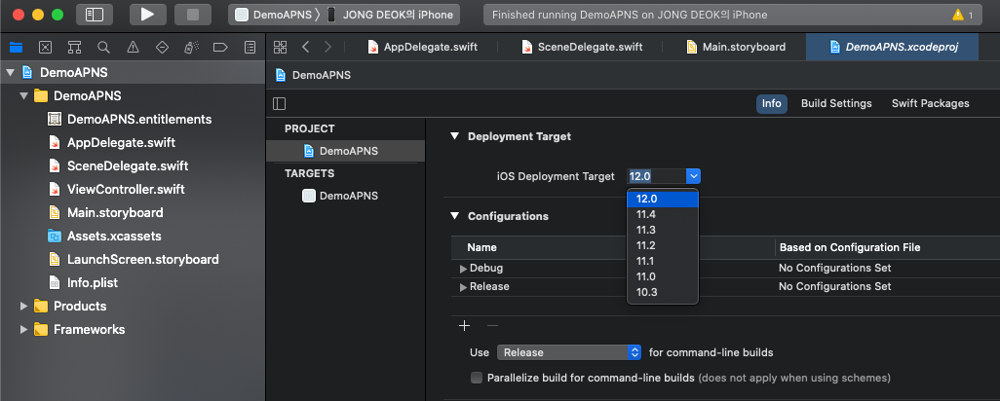 DemoAPNS 〉 JONG DEOK의 iPhone
Finished running DemoAPNS on JONG DEOK의 iPhone
1
AppDelegate.swift
SceneDelegate.swift
Main.storyboard
DemoAPNS.xcodeproj
DemoAPNS
DemoAPNS
DemoAPNS.entitlements
AppDelegate.swift
SceneDelegate.swift
ViewController.swift
Main.storyboard
Assets.xcassets
LaunchScreen.storyboard
Info.plist
Products
Frameworks
DemoAPNS
Info
Build Settings
Swift Packages
PROJECT
DemoAPNS
TARGETS
DemoAPNS
Deployment Target
iOS Deployment Target 12.0
12.0
11.4
11.3
11.2
11.1
11.0
10.3
Configurations
Name
Based on Configuration File
Debug
No Configurations Set
Release
No Configurations Set
Use Release for command-line builds
Parallelize build for command-line builds (does not apply when using schemes)